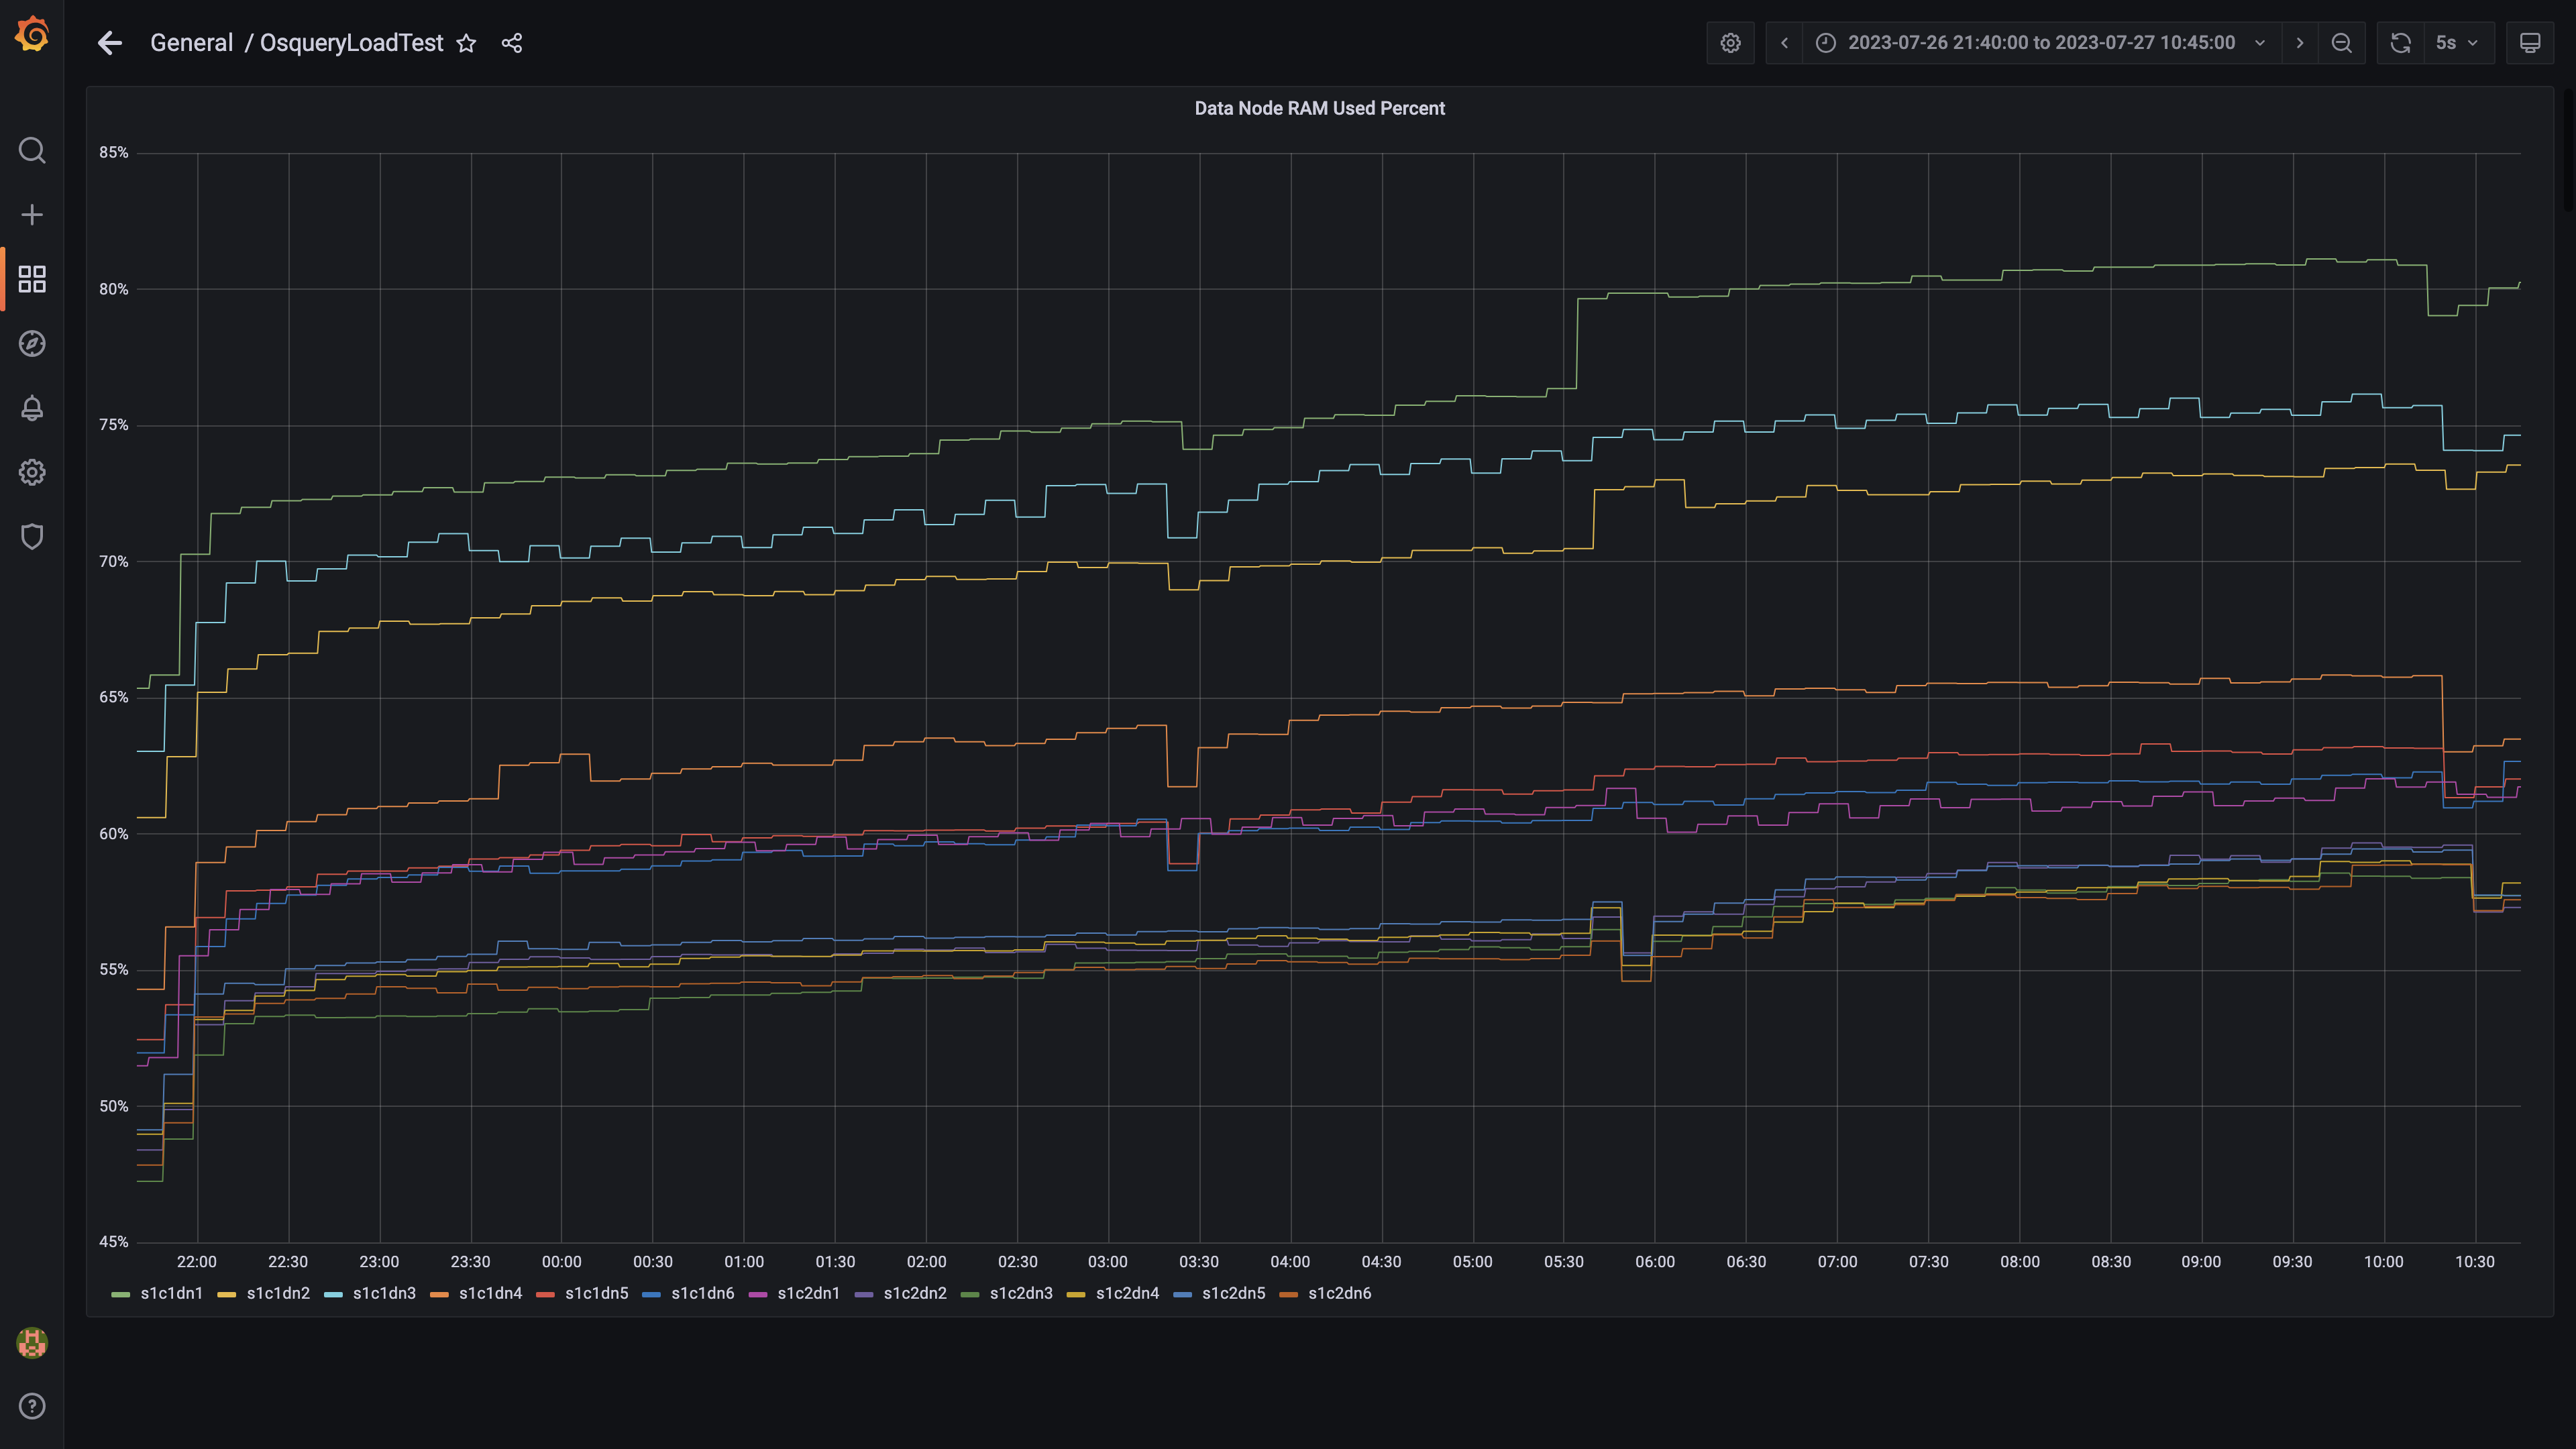 General / OsqueryLoadTest
2023-07-26 21:40:00 to 2023-07-27 10:45:00
5s
Data Node RAM Used Percent
85%
80%
75%
70%
65%
60%
55%
50%
45%
22:00 22:30 23:00 23:30 00:00 00:30 01:00 01:30 02:00 02:30 03:00 03:30 04:00 04:30 05:00 05:30 06:00 06:30 07:00 07:30 08:00 08:30 09:00 09:30 10:00 10:30
s1c1dn1 s1c1dn2 s1c1dn3 s1c1dn4 s1c1dn5 s1c1dn6 s1c2dn1 s1c2dn2 s1c2dn3 s1c2dn4 s1c2dn5 s1c2dn6